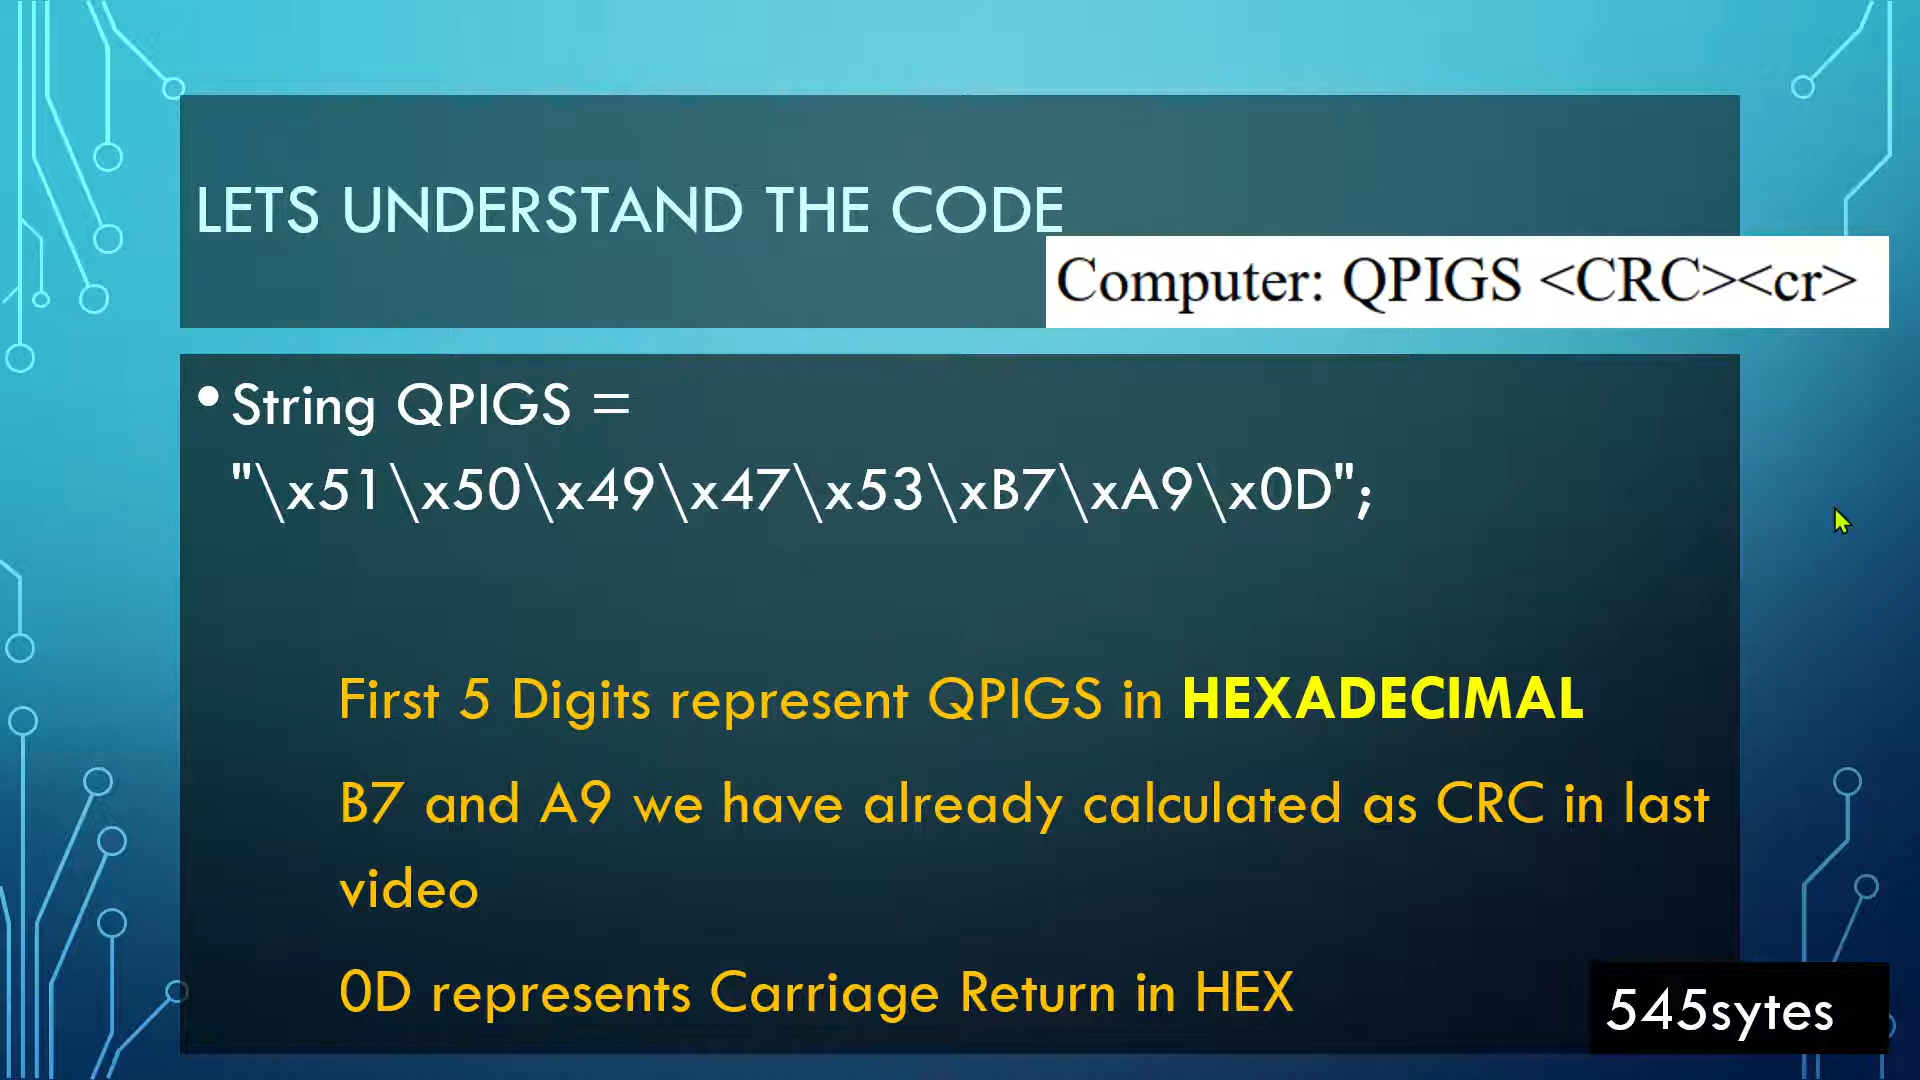 LETS UNDERSTAND THE CODE
Computer: QPIGS <CRC><cr>
• String QPIGS =
"\x51\x50\x49\x47\x53\xB7\xA9\x0D";
First 5 Digits represent QPIGS in HEXADECIMAL
B7 and A9 we have already calculated as CRC in last
video
0D represents Carriage Return in HEX
545sytes